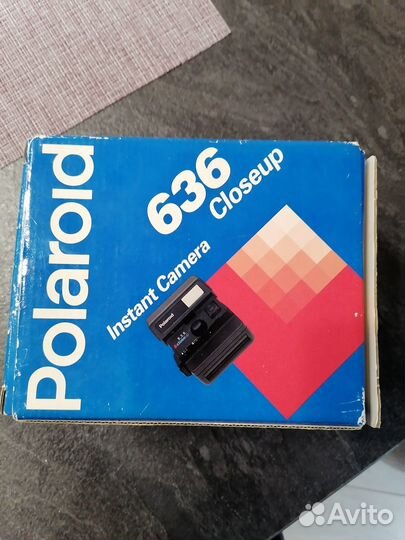 Polaroid
636
Closeup
Instant Camera
Polaroid
Avito